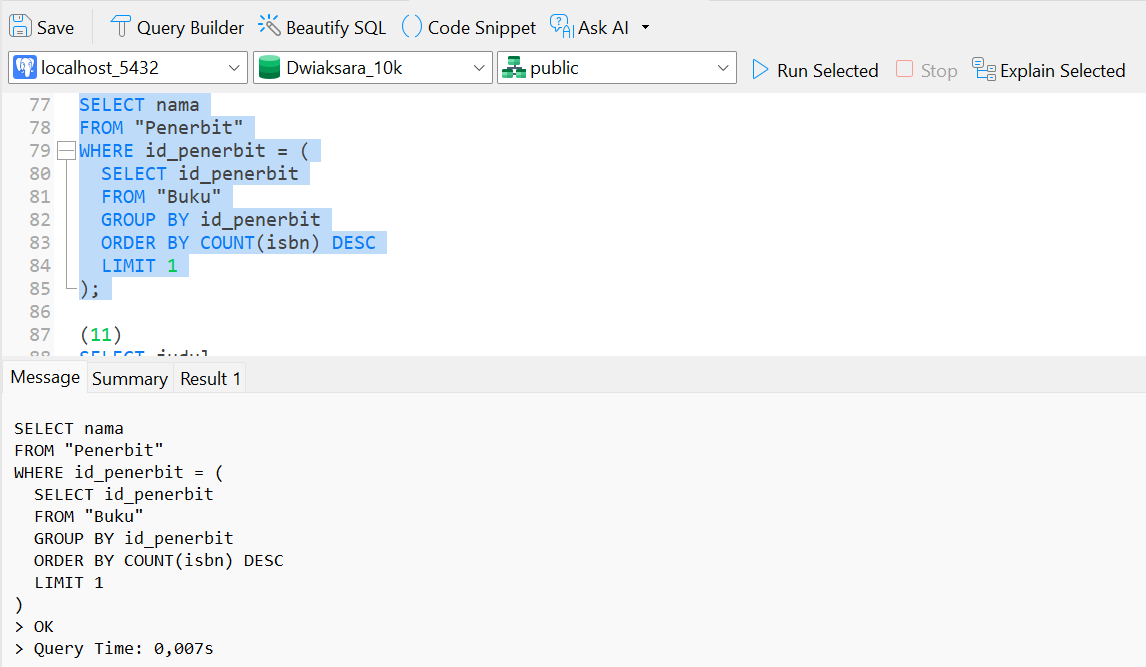 Save Query Builder Beautify SQL () Code Snippet Ask AI
localhost_5432 Dwiaksara_10k public Run Selected Stop Explain Selected
77 SELECT nama
78 FROM "Penerbit"
79 WHERE id_penerbit = (
80 SELECT id_penerbit
81 FROM "Buku"
82 GROUP BY id_penerbit
83 ORDER BY COUNT(isbn) DESC
84 LIMIT 1
85 );
86
87 (11)
88 SELECT judul
Message Summary Result 1
SELECT nama
FROM "Penerbit"
WHERE id_penerbit = (
SELECT id_penerbit
FROM "Buku"
GROUP BY id_penerbit
ORDER BY COUNT(isbn) DESC
LIMIT 1
)
> OK
> Query Time: 0,007s